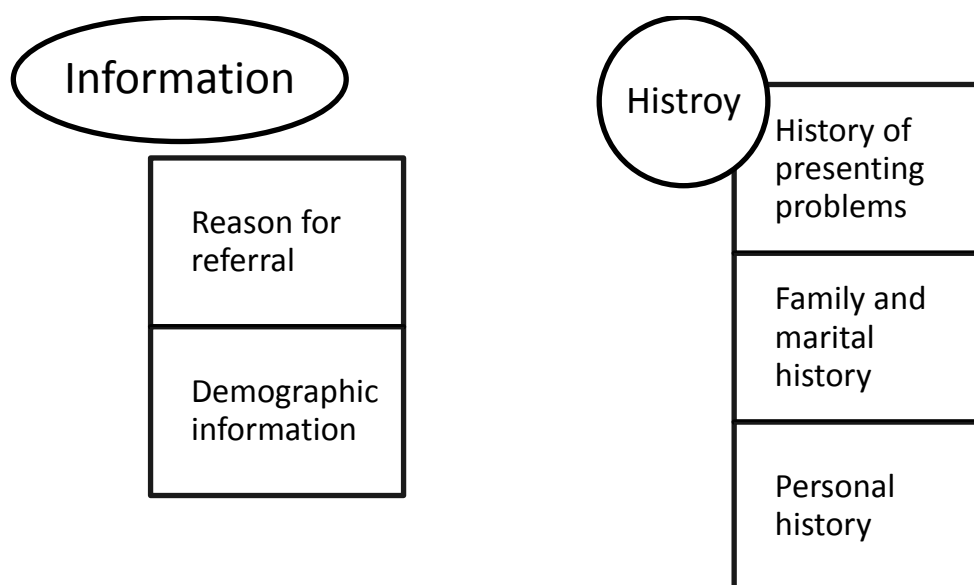 Information
Reason for
referral
Demographic
information
Histroy
History of
presenting
problems
Family and
marital
history
Personal
history